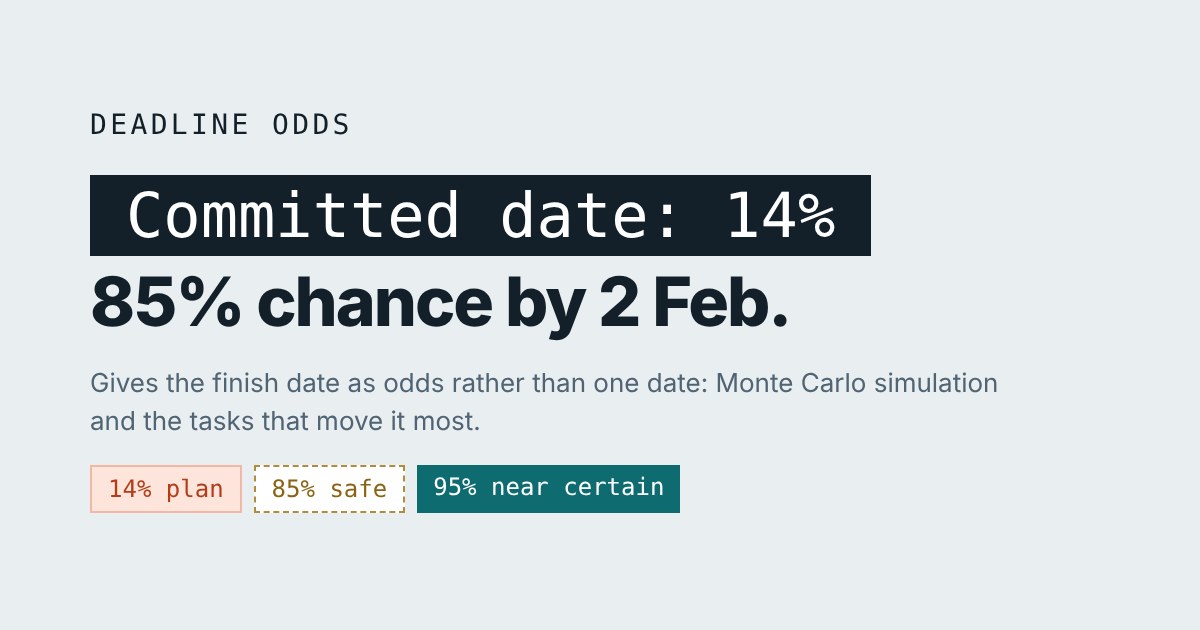 DEADLINE ODDS
Committed date: 14%
85% chance by 2 Feb.
Gives the finish date as odds rather than one date: Monte Carlo simulation
and the tasks that move it most.
14% plan 85% safe 95% near certain